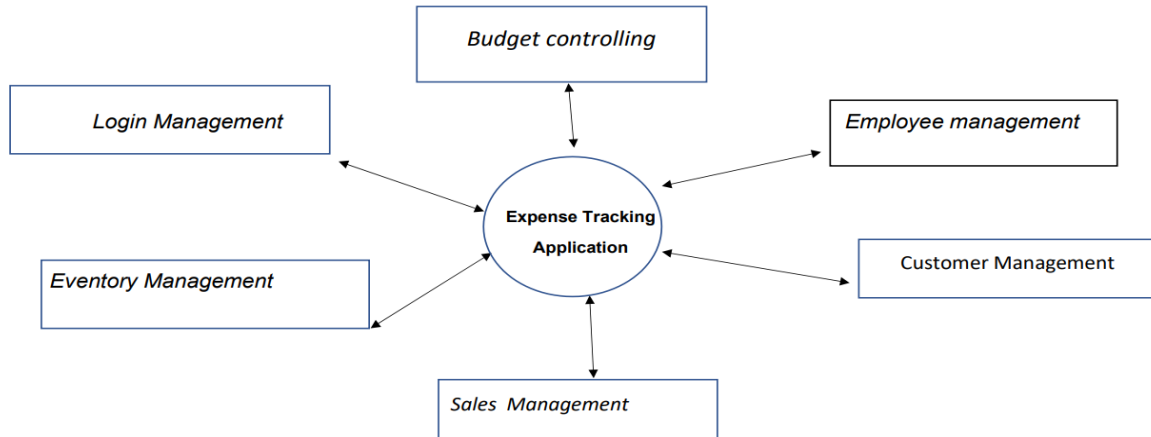 Budget controlling
Login Management
Employee management
Expense Tracking
Application
Eventory Management
Customer Management
Sales Management